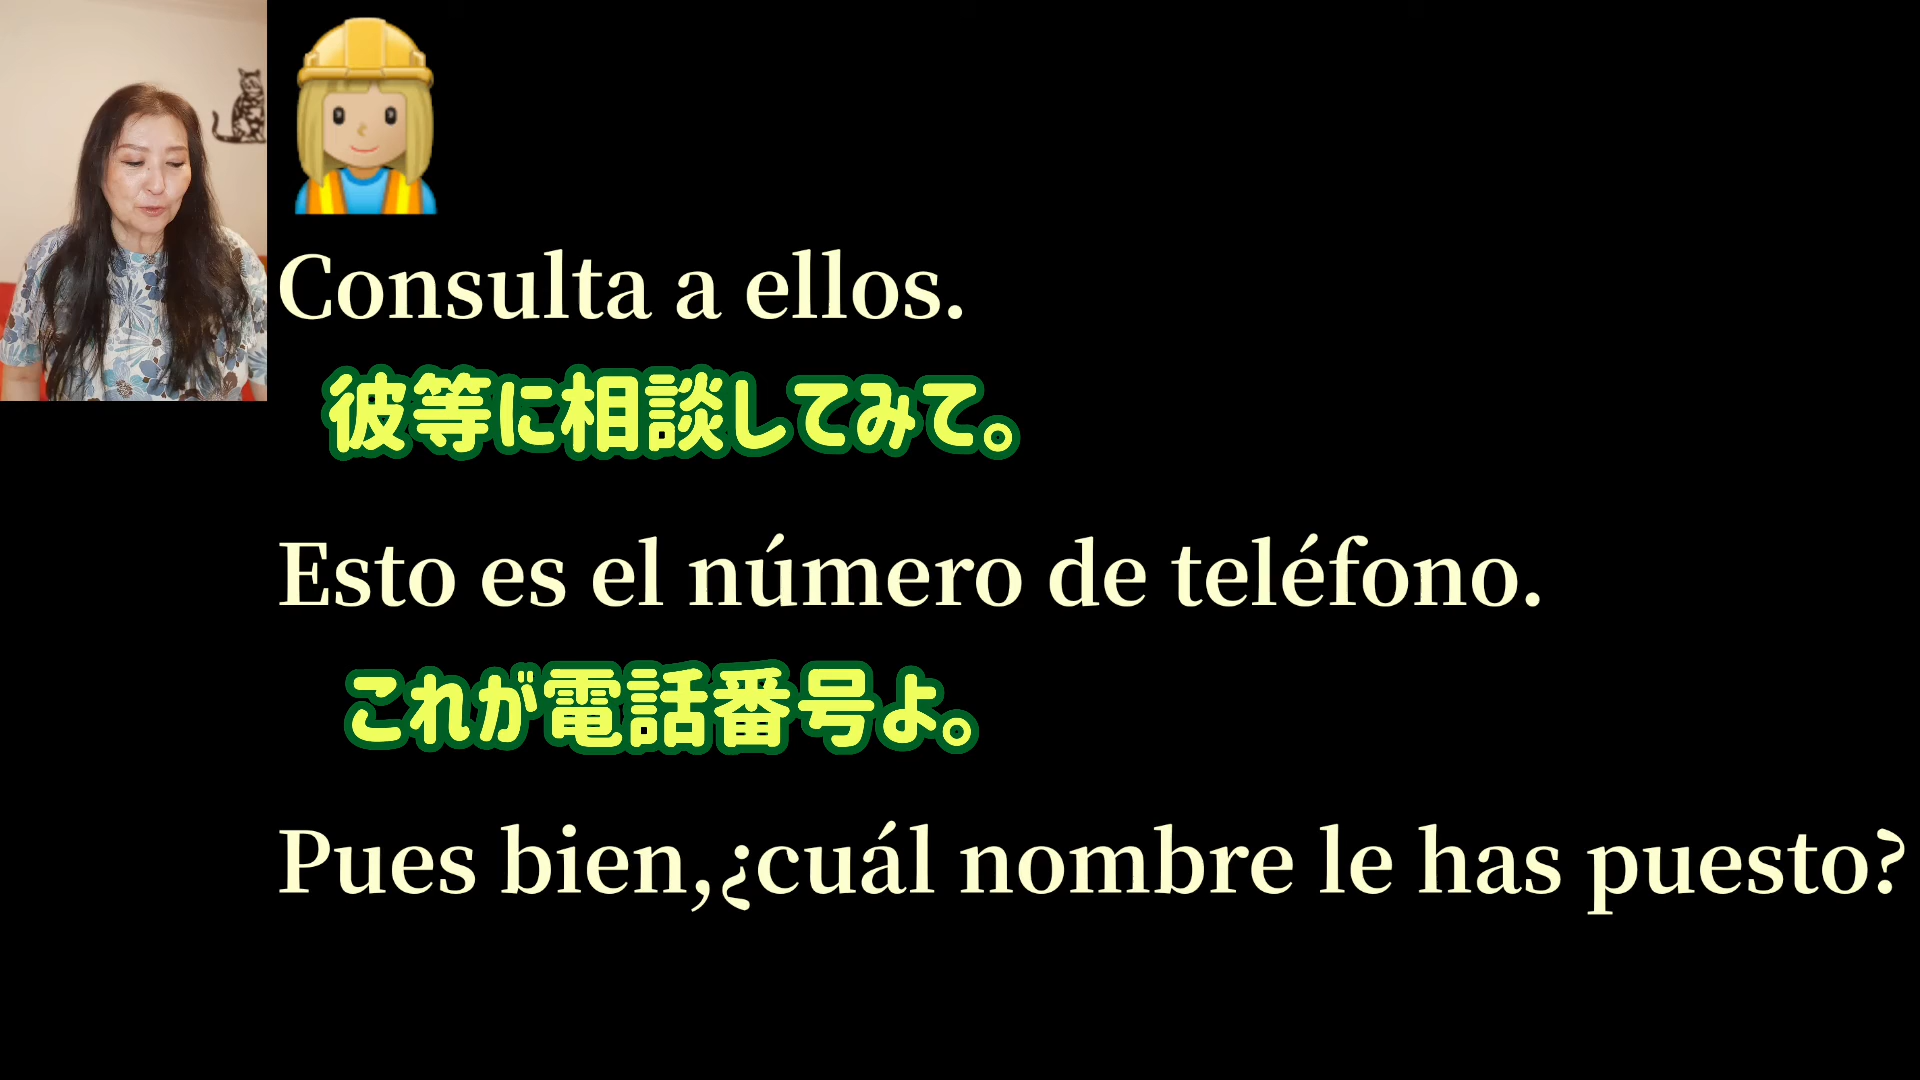 Consulta a ellos.
彼等に相談してみて。
Esto es el número de teléfono.
これが電話番号よ。
Pues bien,¿cuál nombre le has puesto?